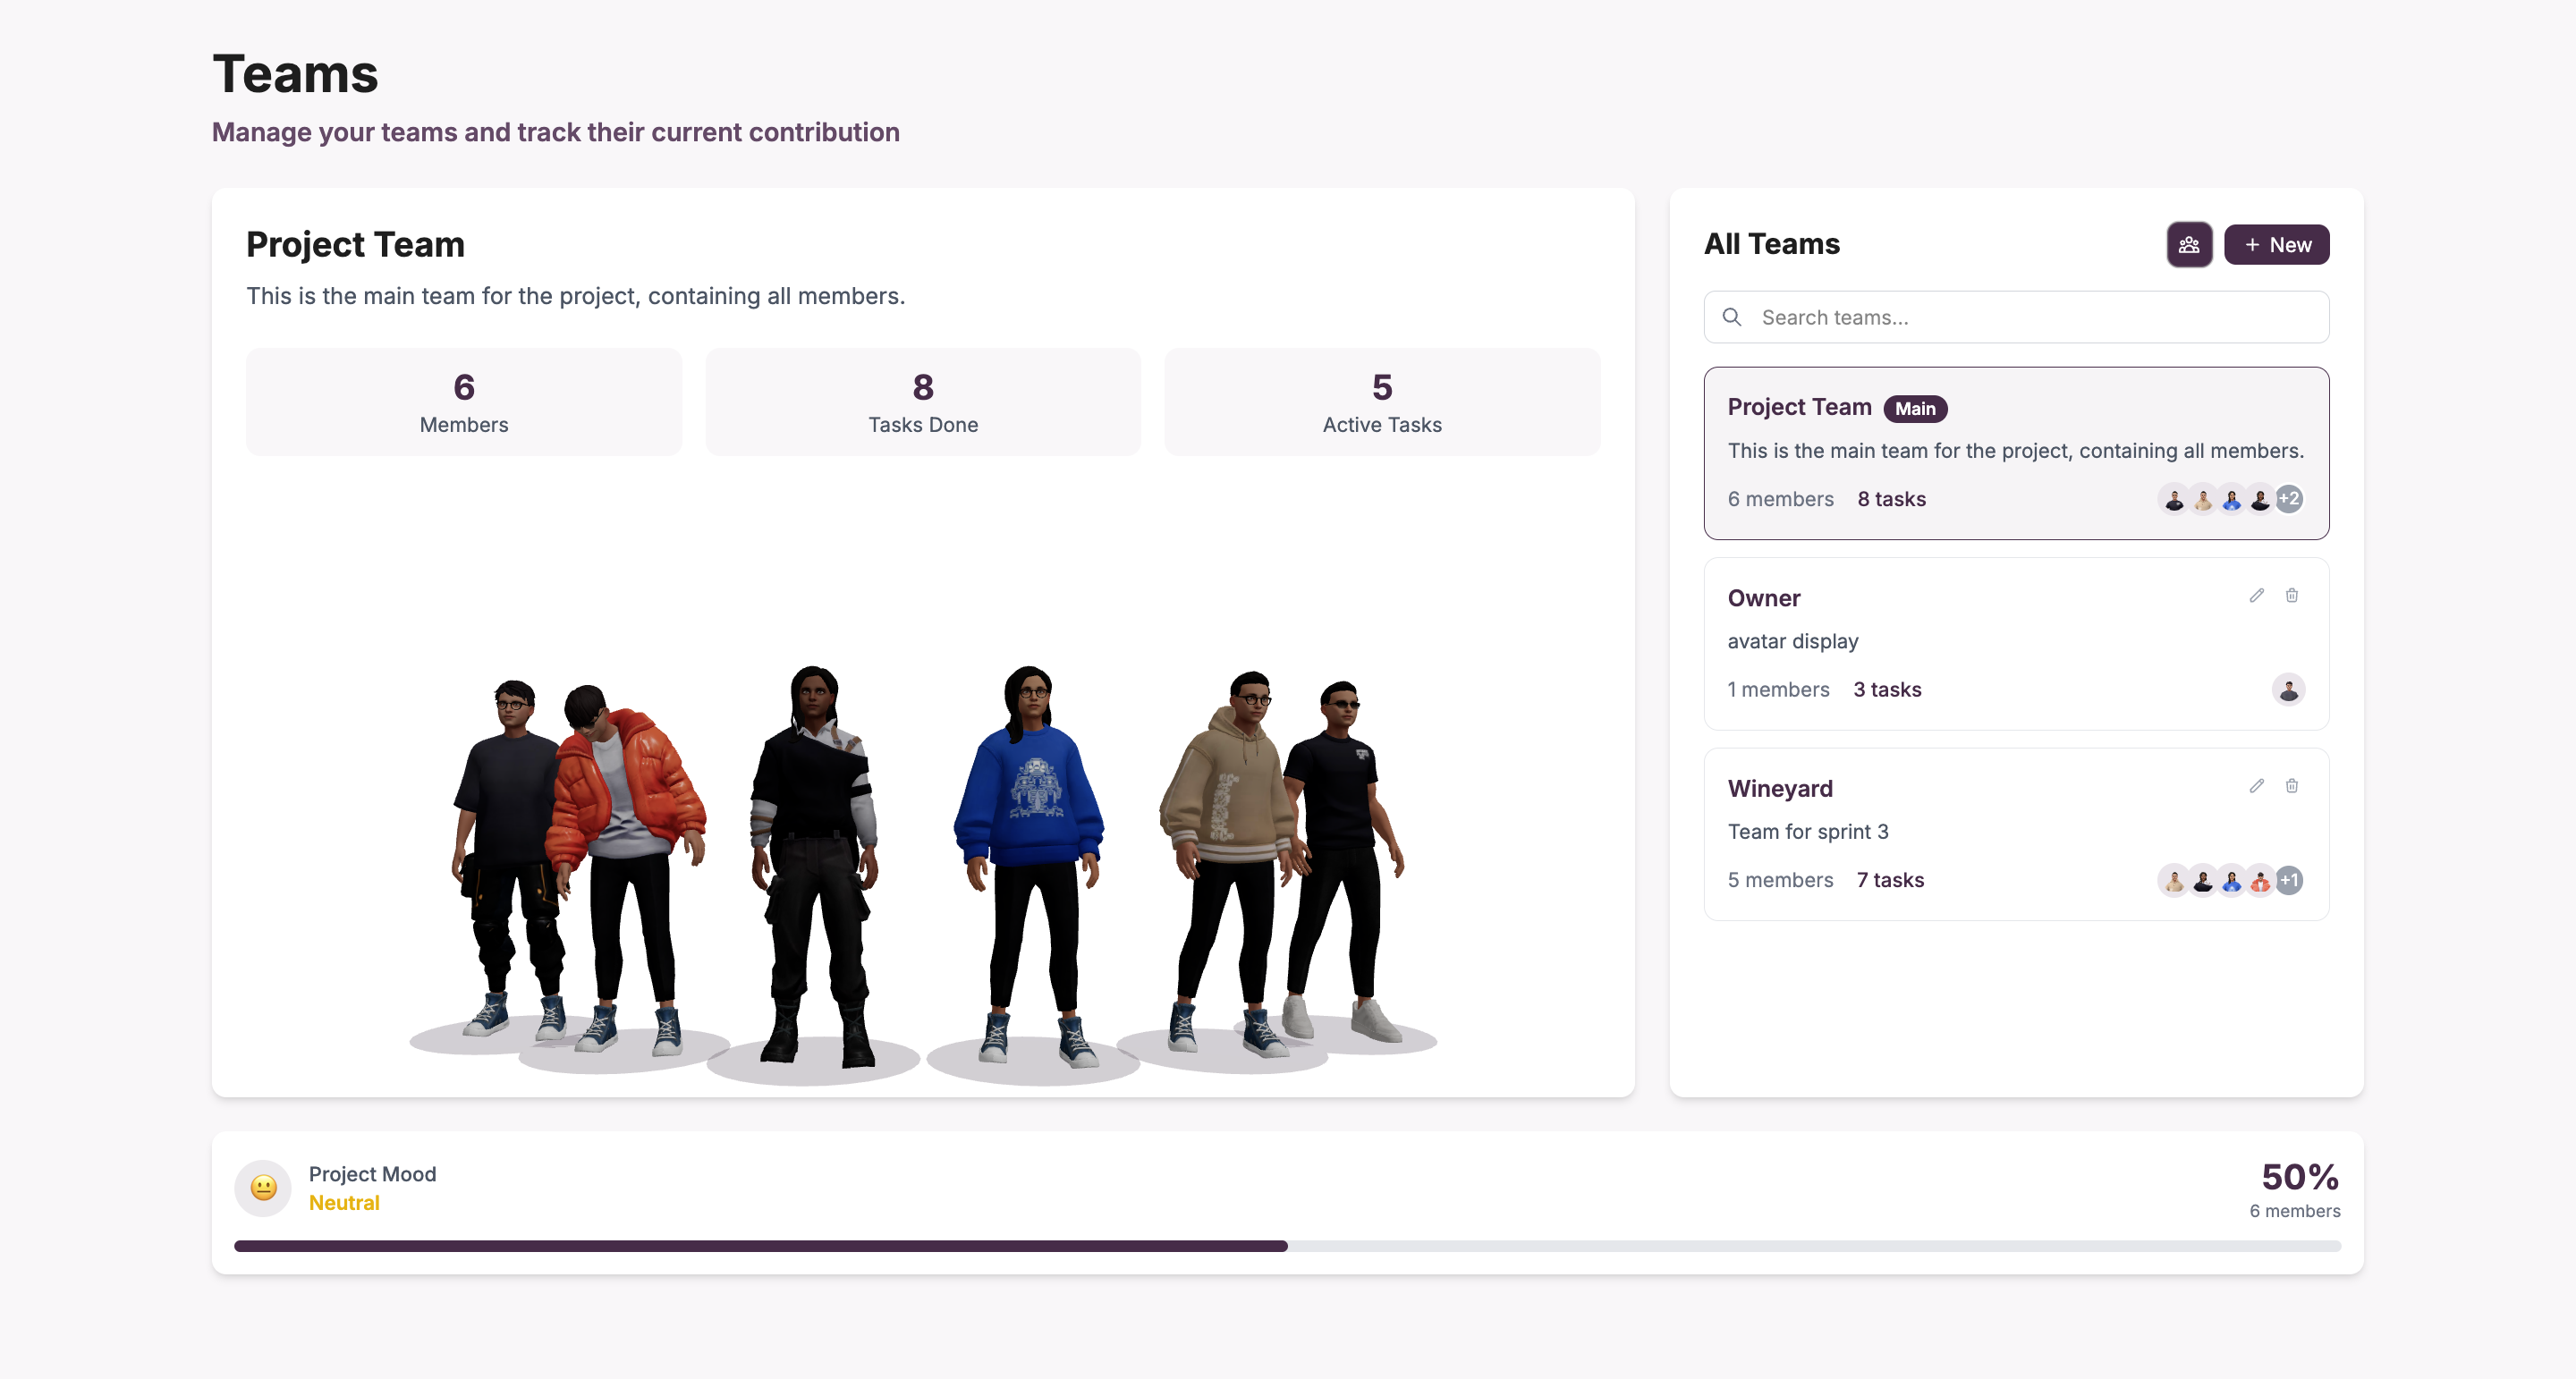 Teams
Manage your teams and track their current contribution
Project Team
This is the main team for the project, containing all members.
6
Members
8
Tasks Done
5
Active Tasks
All Teams
+ New
Search teams...
Project Team Main
This is the main team for the project, containing all members.
6 members 8 tasks +2
Owner
avatar display
1 members 3 tasks
Wineyard
Team for sprint 3
5 members 7 tasks +1
Project Mood
Neutral
50%
6 members